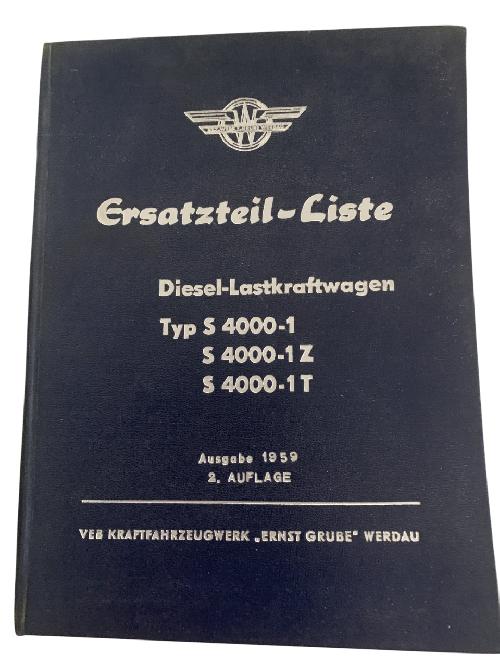 Ersatzteil-Liste
Diesel-Lastkraftwagen
Typ S 4000-1
S 4000-1 Z
S 4000-1 T
Ausgabe 1959
2. AUFLAGE
VEB KRAFTFAHRZEUGWERK „ERNST GRUBE" WERDAU